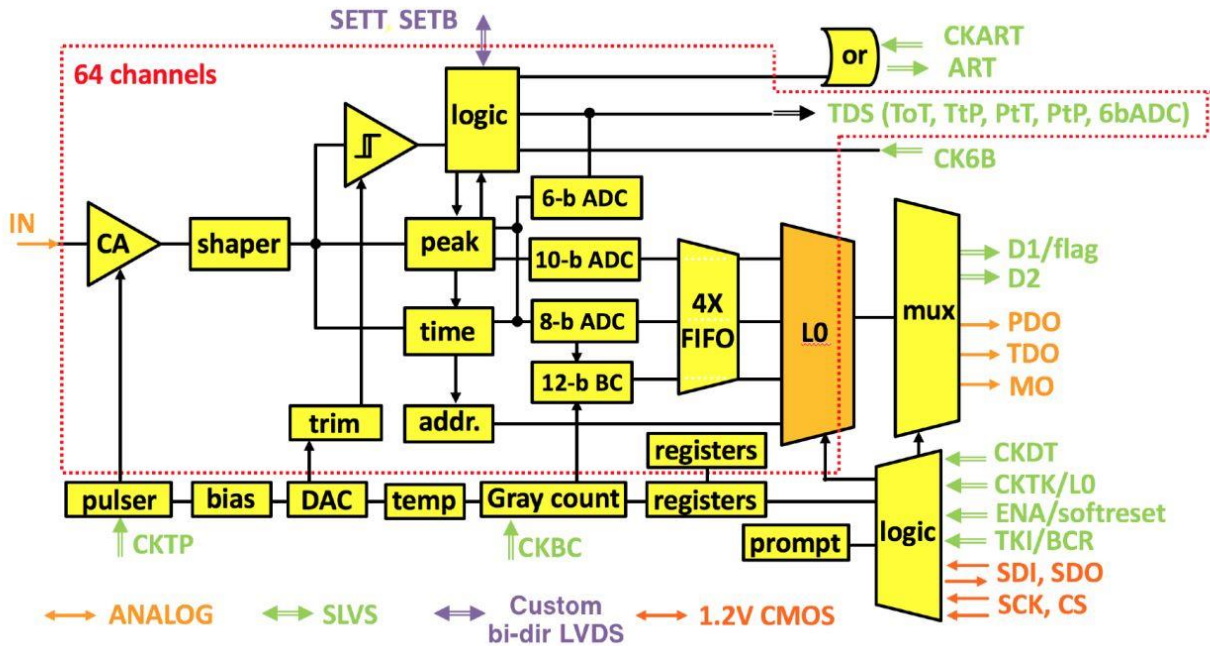 SETT, SETB
64 channels
or
CKART
ART
logic
TDS (ToT, TtP, PtT, PtP, 6bADC)
CK6B
6-b ADC
IN
CA
shaper
peak
10-b ADC
4X
FIFO
L0
mux
D1/flag
D2
time
8-b ADC
PDO
TDO
MO
12-b BC
trim
addr.
registers
pulser
bias
DAC
temp
Gray count
registers
logic
prompt
CKDT
CKTK/L0
ENA/softreset
TKI/BCR
SDI, SDO
SCK, CS
CKTP
CKBC
ANALOG
SLVS
Custom
bi-dir LVDS
1.2V CMOS